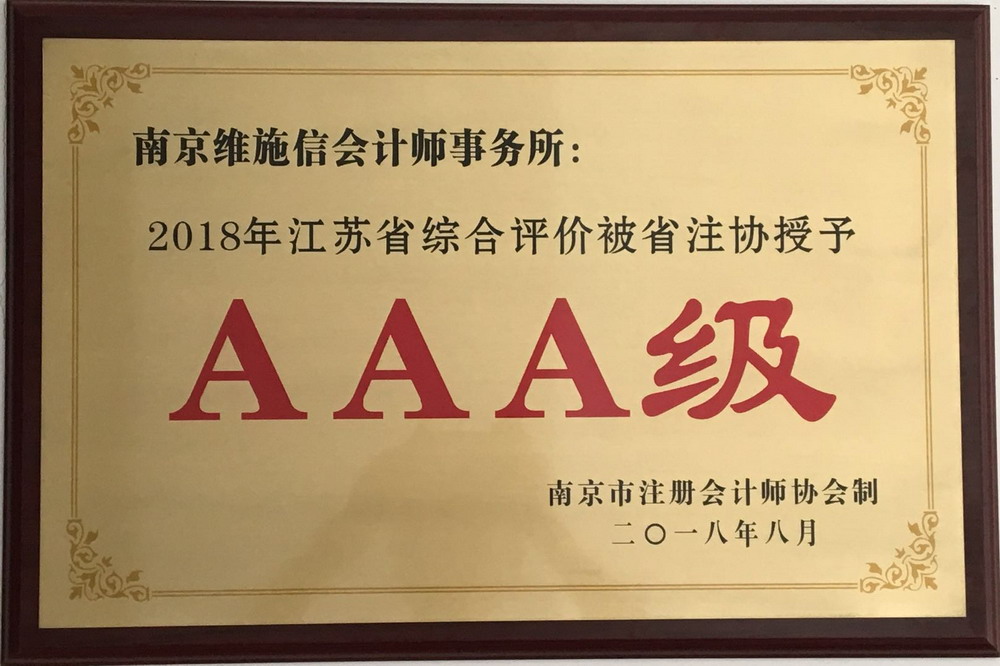 南京维施信会计师事务所：
2018年江苏省综合评价被省注协授予
AAA级
南京市注册会计师协会制
二〇一八年八月